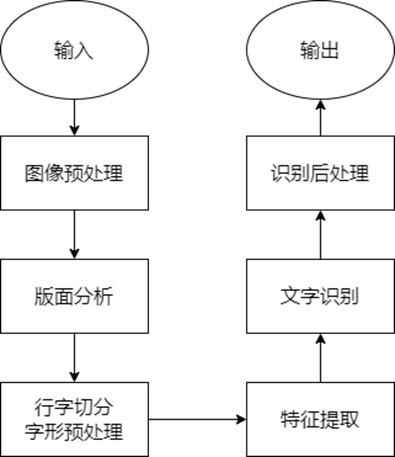 输入
图像预处理
版面分析
行字切分
字形预处理
特征提取
文字识别
识别后处理
输出